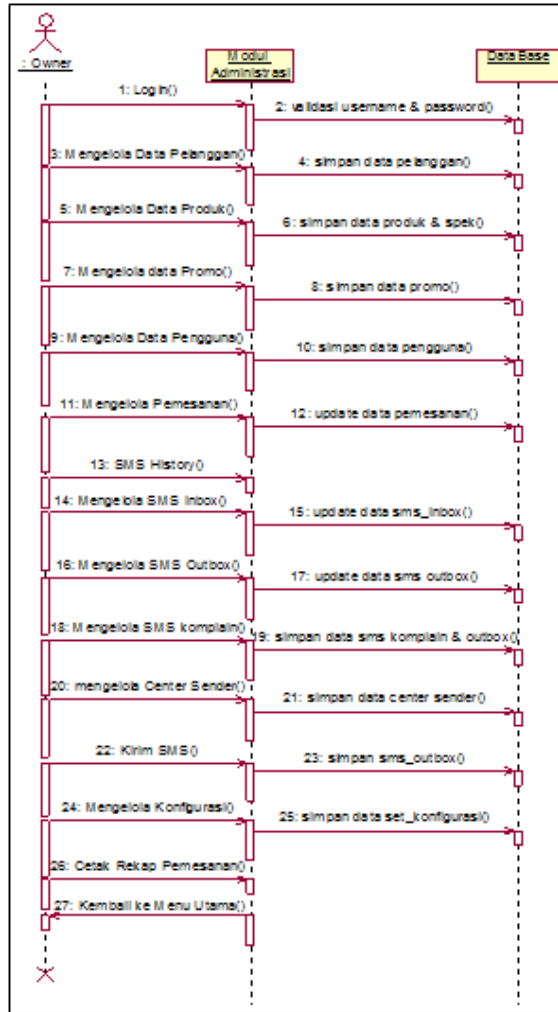 : Owner
Modul
Administrasi
DataBase
1: Login()
2: validasi username & password()
3: Mengelola Data Pelanggan()
4: simpan data pelanggan()
5: Mengelola Data Produk()
6: simpan data produk & spek()
7: Mengelola data Promo()
8: simpan data promo()
9: Mengelola Data Pengguna()
10: simpan data pengguna()
11: Mengelola Pemesanan()
12: update data pemesanan()
13: SMS History()
14: Mengelola SMS Inbox()
15: update data sms_inbox()
16: Mengelola SMS Outbox()
17: update data sms outbox()
18: Mengelola SMS komplain()
19: simpan data sms komplain & outbox()
20: mengelola Center Sender()
21: simpan data center sender()
22: Kirim SMS()
23: simpan sms_outbox()
24: Mengelola Konfigurasi()
25: simpan data set_konfigurasi()
26: Cetak Rekap Pemesanan()
27: Kembali ke Menu Utama()